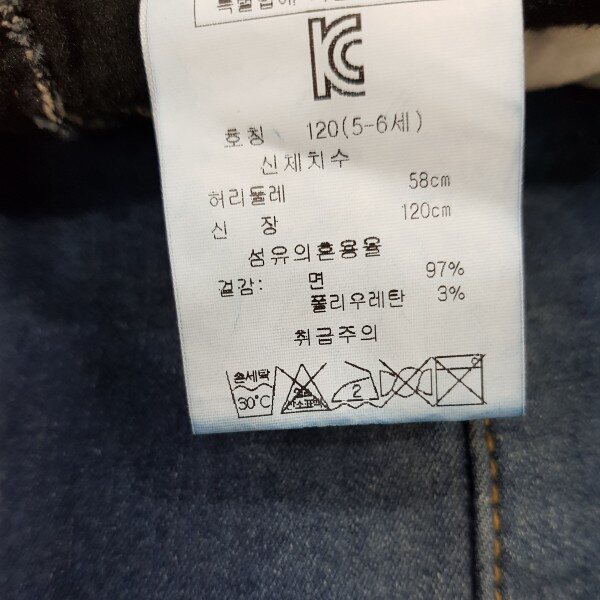 KC
호칭 120(5-6세)
신체치수
허리둘레 58cm
신 장 120cm
섬유의혼용율
겉감: 면 97%
폴리우레탄 3%
취급주의
손세탁
30°C 2